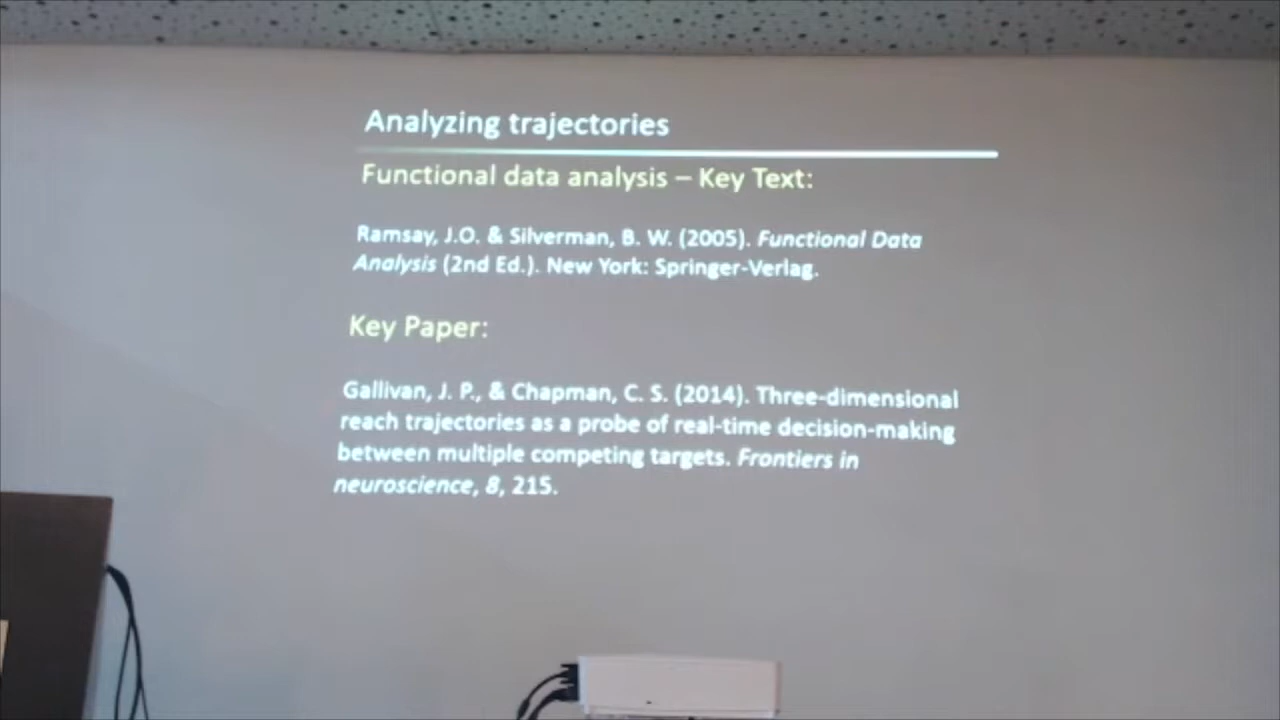 Analyzing trajectories
Functional data analysis – Key Text:
Ramsay, J.O. & Silverman, B. W. (2005). Functional Data
Analysis (2nd Ed.). New York: Springer-Verlag.
Key Paper:
Gallivan, J. P., & Chapman, C. S. (2014). Three-dimensional
reach trajectories as a probe of real-time decision-making
between multiple competing targets. Frontiers in
neuroscience, 8, 215.